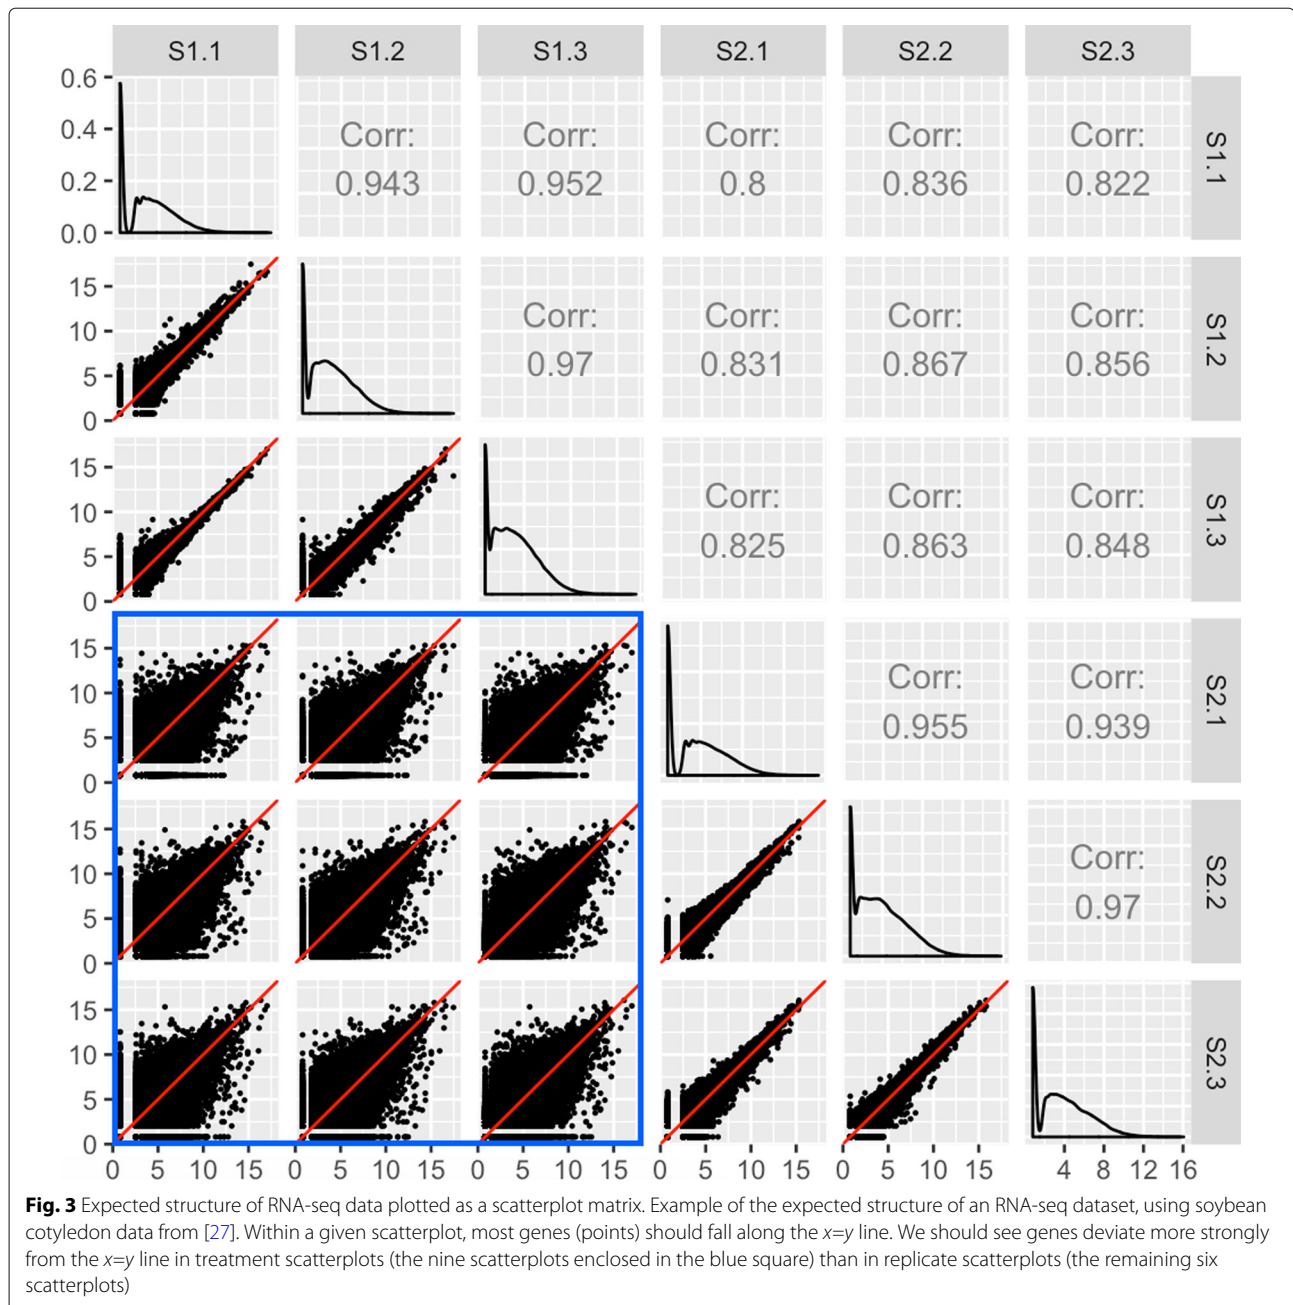 S1.1 S1.2 S1.3 S2.1 S2.2 S2.3
0.6
0.4
0.2
0.0
Corr:
0.943
Corr:
0.952
Corr:
0.8
Corr:
0.836
Corr:
0.822
S1.1
15
10
5
0
Corr:
0.97
Corr:
0.831
Corr:
0.867
Corr:
0.856
S1.2
15
10
5
0
Corr:
0.825
Corr:
0.863
Corr:
0.848
S1.3
15
10
5
0
Corr:
0.955
Corr:
0.939
S2.1
15
10
5
0
Corr:
0.97
S2.2
15
10
5
0
S2.3
0 5 10 15 0 5 10 15 0 5 10 15 0 5 10 15 0 5 10 15 4 8 12 16
Fig. 3 Expected structure of RNA-seq data plotted as a scatterplot matrix. Example of the expected structure of an RNA-seq dataset, using soybean
cotyledon data from [27]. Within a given scatterplot, most genes (points) should fall along the x=y line. We should see genes deviate more strongly
from the x=y line in treatment scatterplots (the nine scatterplots enclosed in the blue square) than in replicate scatterplots (the remaining six
scatterplots)